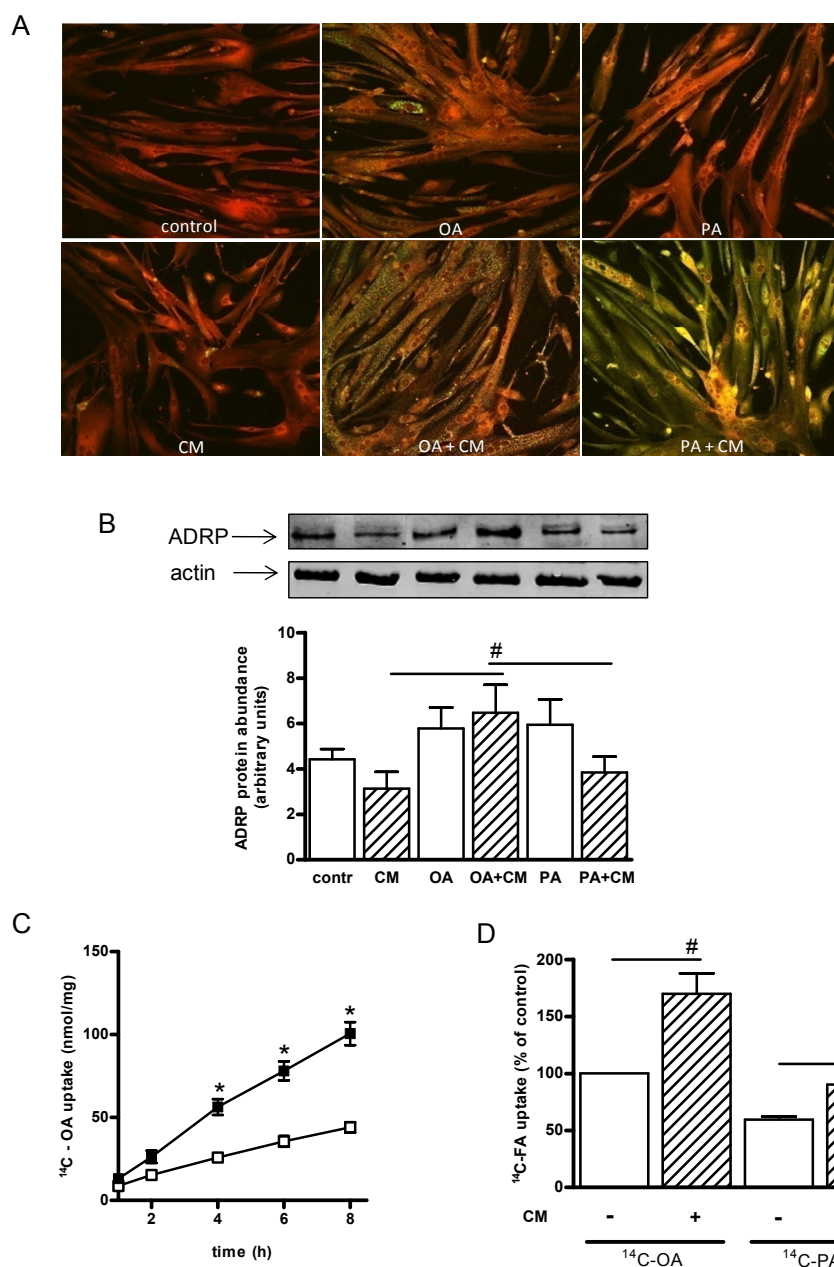 A
control
OA
PA
CM
OA + CM
PA + CM
B
ADRP
actin
10
8
6
4
2
0
ADRP protein abundance
(arbitrary units)
#
contr CM OA OA+CM PA PA+CM
C
150
100
50
0
¹⁴C - OA uptake (nmol/mg)
* * *
2 4 6 8
time (h)
D
200
150
100
50
0
¹⁴C-FA uptake (% of control)
#
CM - + -
¹⁴C-OA ¹⁴C-PA